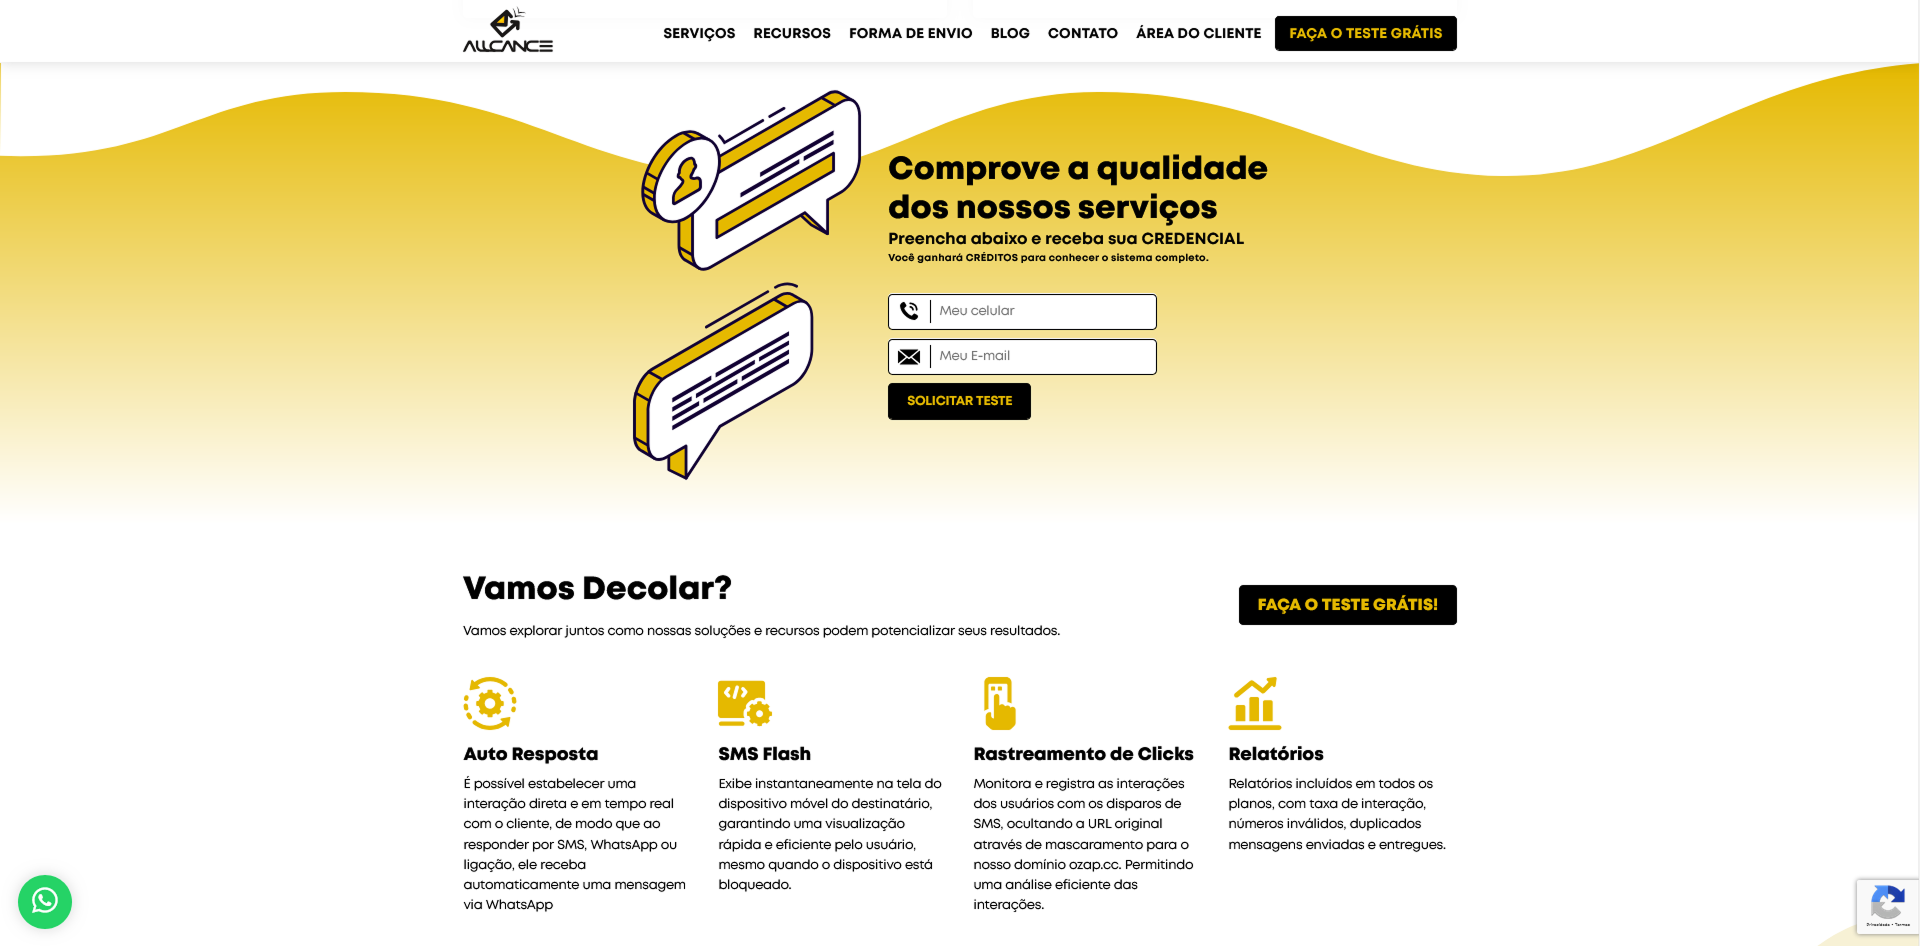 ALLCANCE
SERVIÇOS RECURSOS FORMA DE ENVIO BLOG CONTATO ÁREA DO CLIENTE FAÇA O TESTE GRÁTIS
Comprove a qualidade
dos nossos serviços
Preencha abaixo e receba sua CREDENCIAL
Você ganhará CRÉDITOS para conhecer o sistema completo.
Meu celular
Meu E-mail
SOLICITAR TESTE
Vamos Decolar?
FAÇA O TESTE GRÁTIS!
Vamos explorar juntos como nossas soluções e recursos podem potencializar seus resultados.
Auto Resposta
É possível estabelecer uma
interação direta e em tempo real
com o cliente, de modo que ao
responder por SMS, WhatsApp ou
ligação, ele receba
automaticamente uma mensagem
via WhatsApp
SMS Flash
Exibe instantaneamente na tela do
dispositivo móvel do destinatário,
garantindo uma visualização
rápida e eficiente pelo usuário,
mesmo quando o dispositivo está
bloqueado.
Rastreamento de Clicks
Monitora e registra as interações
dos usuários com os disparos de
SMS, ocultando a URL original
através de mascaramento para o
nosso domínio ozap.cc. Permitindo
uma análise eficiente das
interações.
Relatórios
Relatórios incluídos em todos os
planos, com taxa de interação,
números inválidos, duplicados
mensagens enviadas e entregues.
Privacidade • Termos